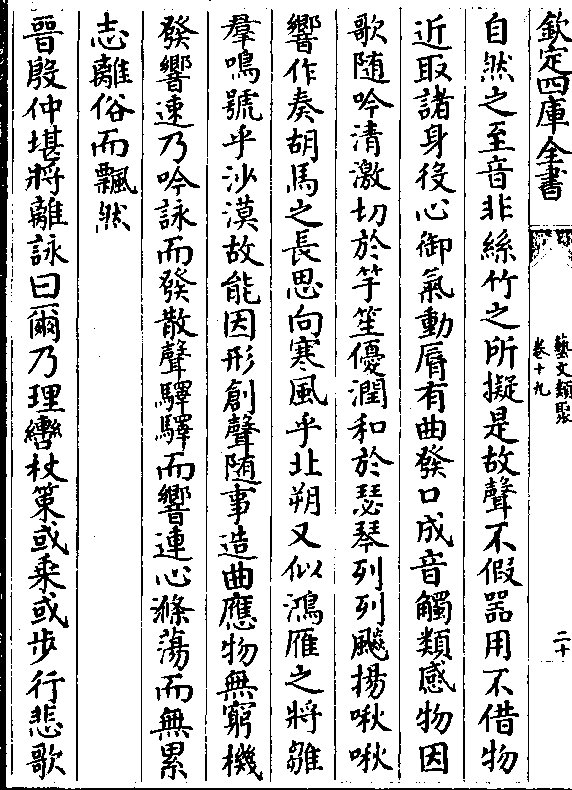 欽定四庫全書
藝文類聚
卷十九
二十
自然之至音非絲竹之所擬是故聲不假器用不借物
近取諸身役心御氣動脣有曲發口成音觸類感物因
歌隨吟清激切於竽笙優潤和於瑟琴列列飈揚啾啾
響作奏胡馬之長思向寒風乎北朔又似鴻雁之將雛
羣鳴號乎沙漠故能因形創聲隨事造曲應物無窮機
發響速乃吟詠而發散聲驛驛而響連心滌蕩而無累
志離俗而飄然
晉殷仲堪將離詠曰爾乃理轡杖策或乘或步行悲歌